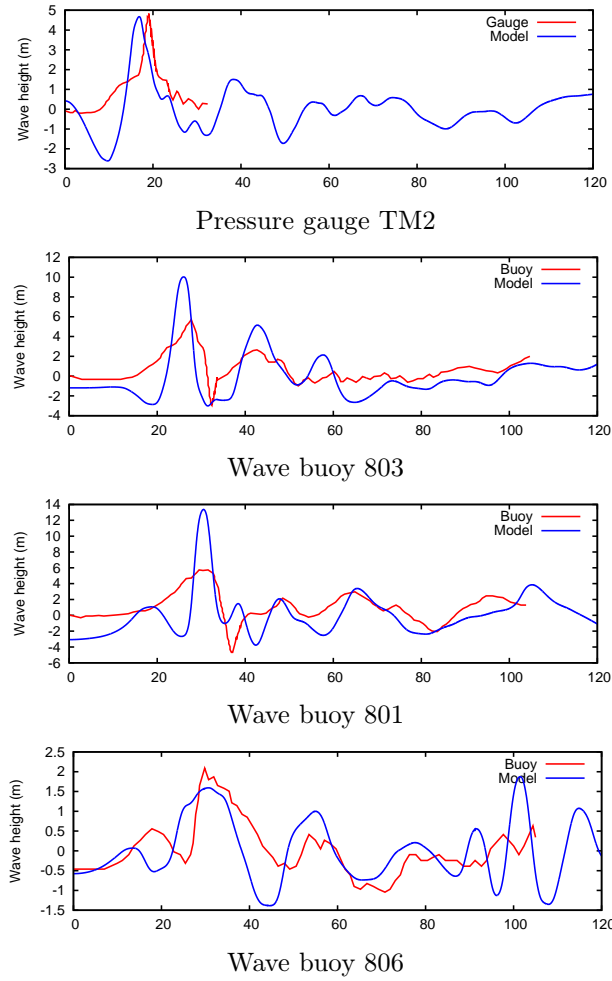 5
4
3
2
1
0
-1
-2
-3
Wave height (m)
Gauge
Model
0 20 40 60 80 100 120
Pressure gauge TM2
12
10
8
6
4
2
0
-2
-4
Wave height (m)
Buoy
Model
0 20 40 60 80 100 120
Wave buoy 803
14
12
10
8
6
4
2
0
-2
-4
-6
Wave height (m)
Buoy
Model
0 20 40 60 80 100 120
Wave buoy 801
2.5
2
1.5
1
0.5
0
-0.5
-1
-1.5
Wave height (m)
Buoy
Model
0 20 40 60 80 100 120
Wave buoy 806